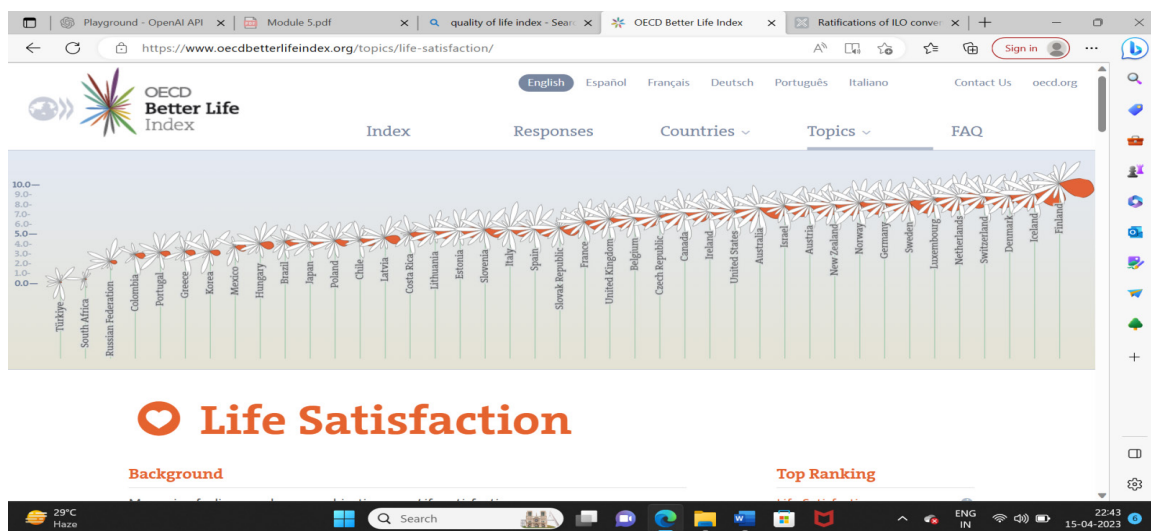 Playground - OpenAI API
Module 5.pdf
quality of life index - Sear
OECD Better Life Index
Ratifications of ILO conver
https://www.oecdbetterlifeindex.org/topics/life-satisfaction/
Sign in
OECD
Better Life
Index
English Español Français Deutsch Português Italiano
Contact Us oecd.org
Index Responses Countries Topics FAQ
10.0
9.0
8.0
7.0
6.0
5.0
4.0
3.0
2.0
1.0
0.0
Türkiye
South Africa
Russian Federation
Colombia
Portugal
Greece
Korea
Mexico
Hungary
Brazil
Japan
Poland
Chile
Latvia
Costa Rica
Lithuania
Estonia
Slovenia
Italy
Spain
Slovak Republic
France
United Kingdom
Belgium
Czech Republic
Canada
Ireland
United States
Australia
Israel
Austria
New Zealand
Norway
Germany
Sweden
Luxembourg
Netherlands
Switzerland
Denmark
Iceland
Finland
Life Satisfaction
Background
Top Ranking
29°C
Haze
Search
ENG
IN
22:43
15-04-2023
6